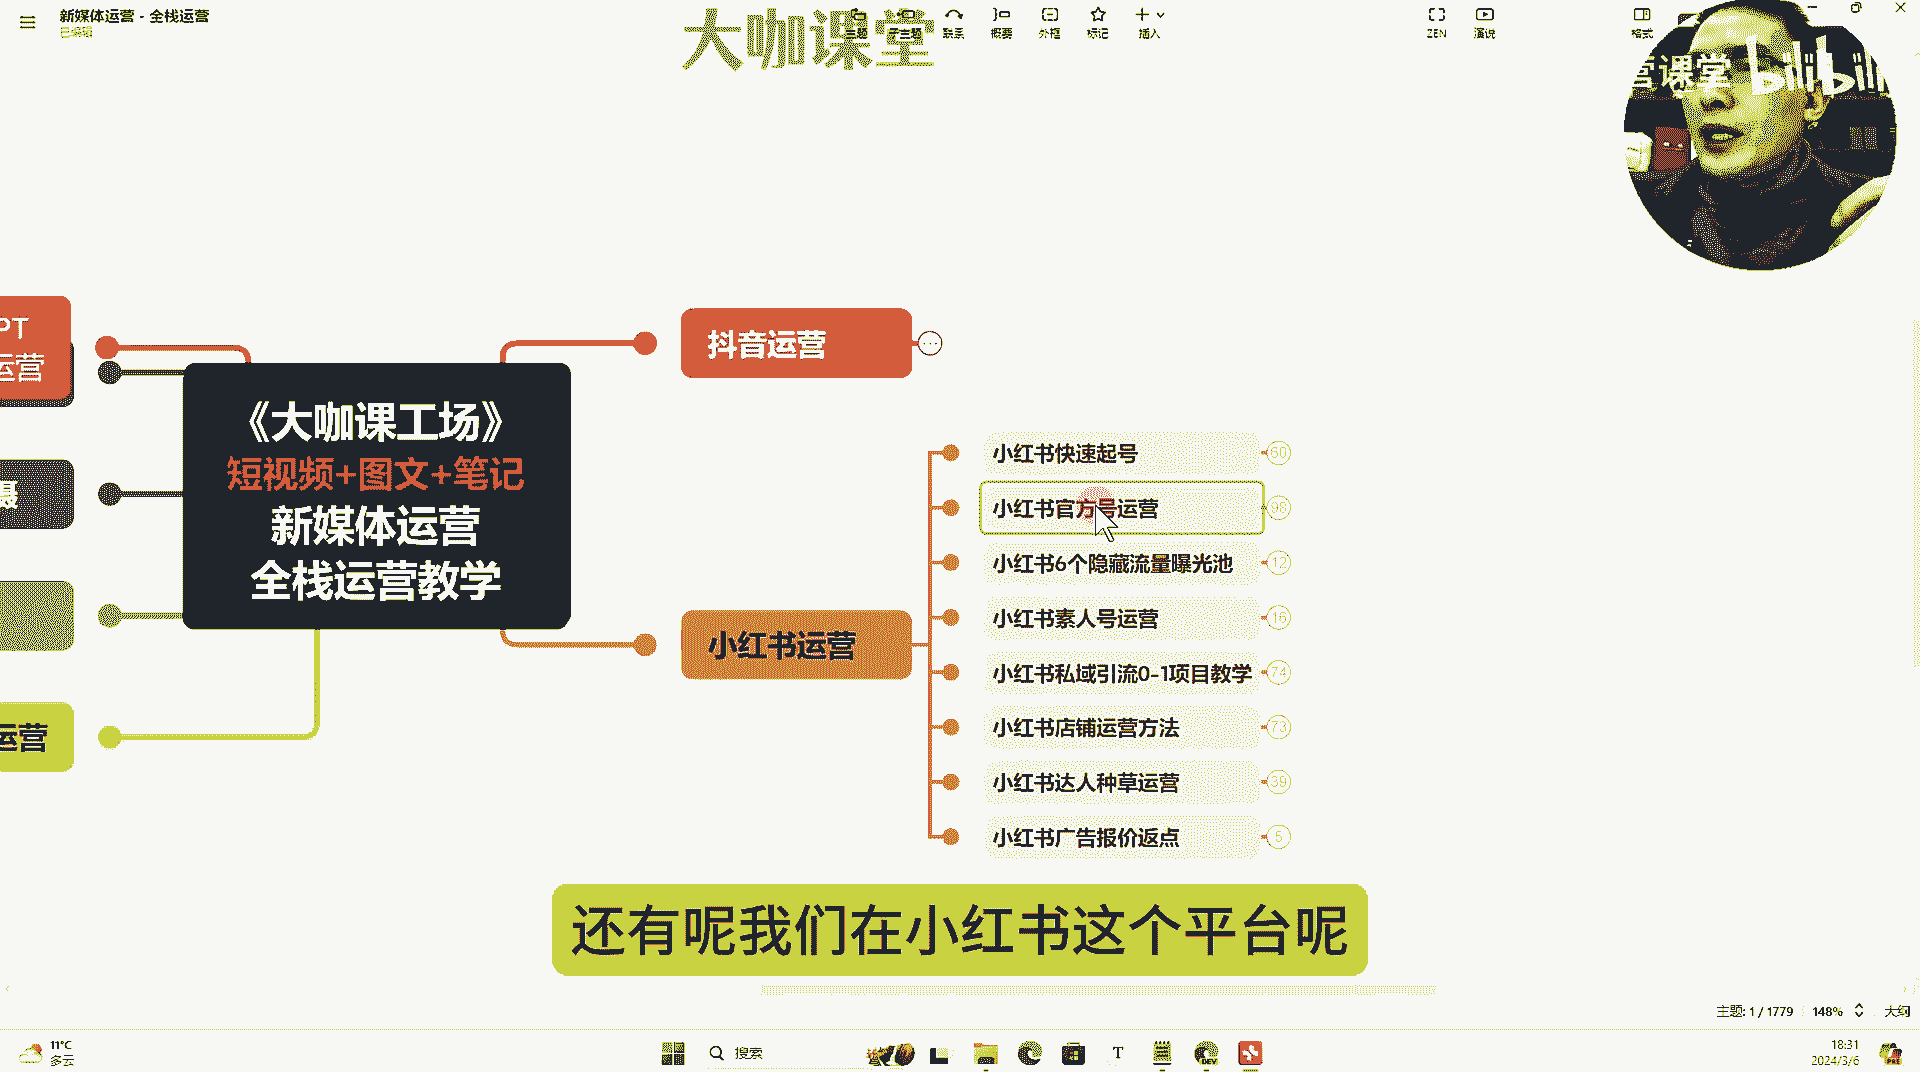 新媒体运营 - 全栈运营
已编辑
大咖课堂
主题
子主题
联系
概要
外框
标记
插入
ZEN
演说
格式
营课堂 bilibili
PT
运营
摄
运营
《大咖课工场》
短视频+图文+笔记
新媒体运营
全栈运营教学
抖音运营
小红书运营
小红书快速起号 60
小红书官方号运营 98
小红书6个隐藏流量曝光池 12
小红书素人号运营 16
小红书私域引流0-1项目教学 74
小红书店铺运营方法 73
小红书达人种草运营 39
小红书广告报价返点 5
还有呢我们在小红书这个平台呢
主题: 1 / 1779 148% 大纲
11°C
多云
搜索
T
DEV
18:31
2024/3/6
PRE